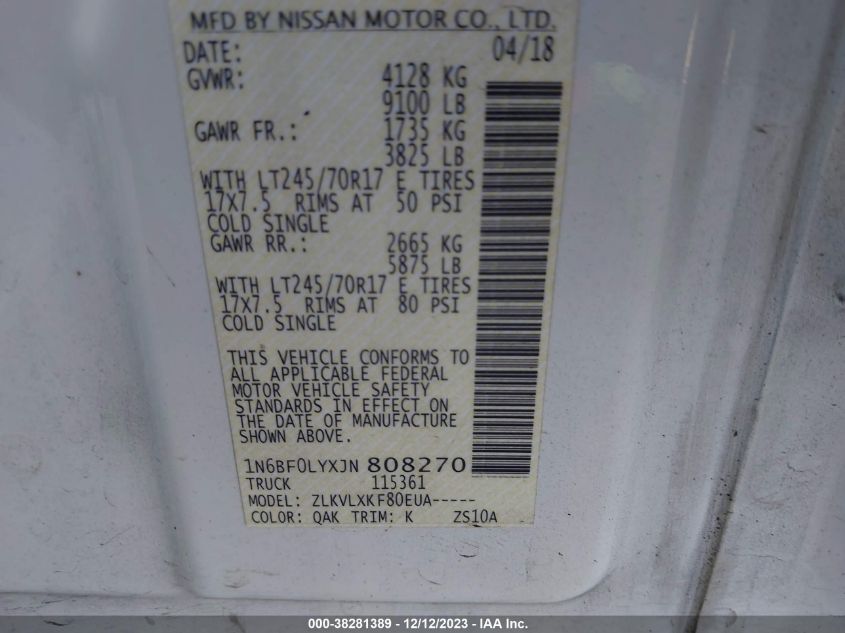 MFD BY NISSAN MOTOR CO., LTD.
DATE: 04/18
GVWR: 4128 KG
9100 LB
GAWR FR.: 1735 KG
3825 LB
WITH LT245/70R17 E TIRES
17X7.5 RIMS AT 50 PSI
COLD SINGLE
GAWR RR.: 2665 KG
5875 LB
WITH LT245/70R17 E TIRES
17X7.5 RIMS AT 80 PSI
COLD SINGLE
THIS VEHICLE CONFORMS TO
ALL APPLICABLE FEDERAL
MOTOR VEHICLE SAFETY
STANDARDS IN EFFECT ON
THE DATE OF MANUFACTURE
SHOWN ABOVE.
1N6BF0LYXJN 808270
TRUCK 115361
MODEL: ZLKVLXKF80EUA-----
COLOR: QAK TRIM: K ZS10A
000-38281389 - 12/12/2023 - IAA Inc.